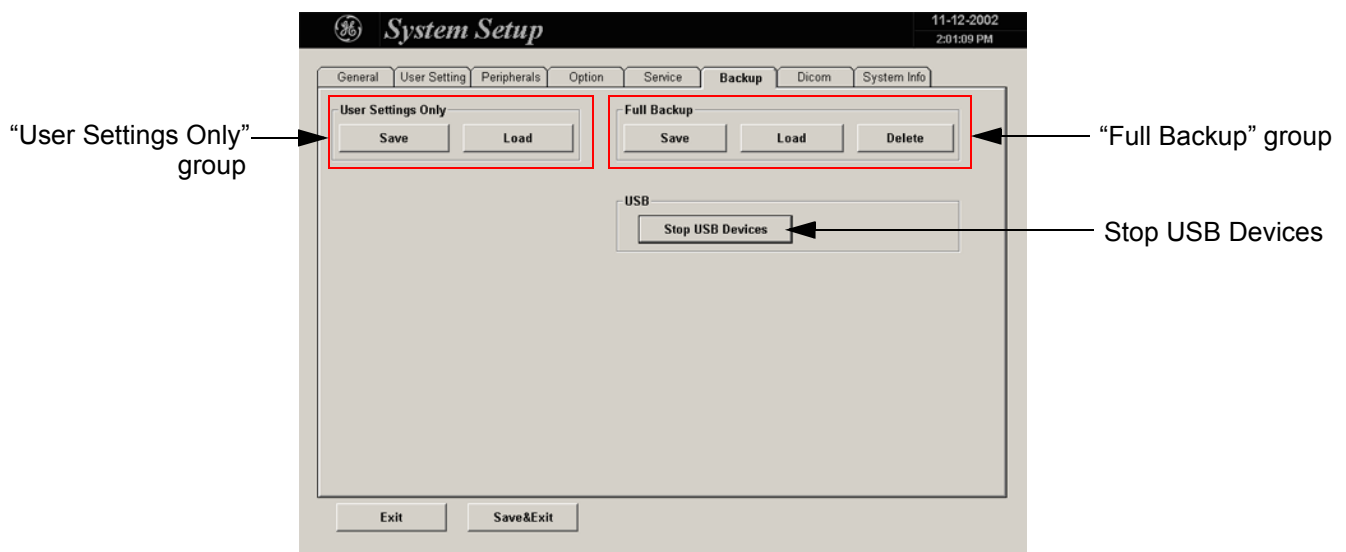 GE System Setup
11-12-2002
2:01:09 PM
General User Setting Peripherals Option Service Backup Dicom System Info
User Settings Only
Save Load
Full Backup
Save Load Delete
USB
Stop USB Devices
Exit Save&Exit
“User Settings Only”
group
“Full Backup” group
Stop USB Devices